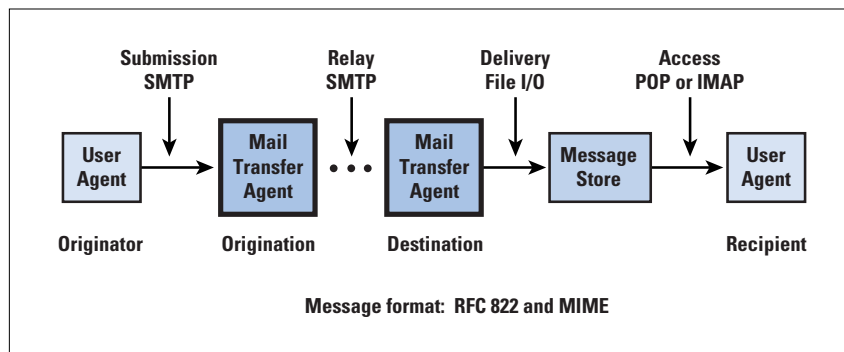 Submission
SMTP
Relay
SMTP
Delivery
File I/O
Access
POP or IMAP
User
Agent
Mail
Transfer
Agent
Mail
Transfer
Agent
Message
Store
User
Agent
Originator
Origination
Destination
Recipient
Message format: RFC 822 and MIME